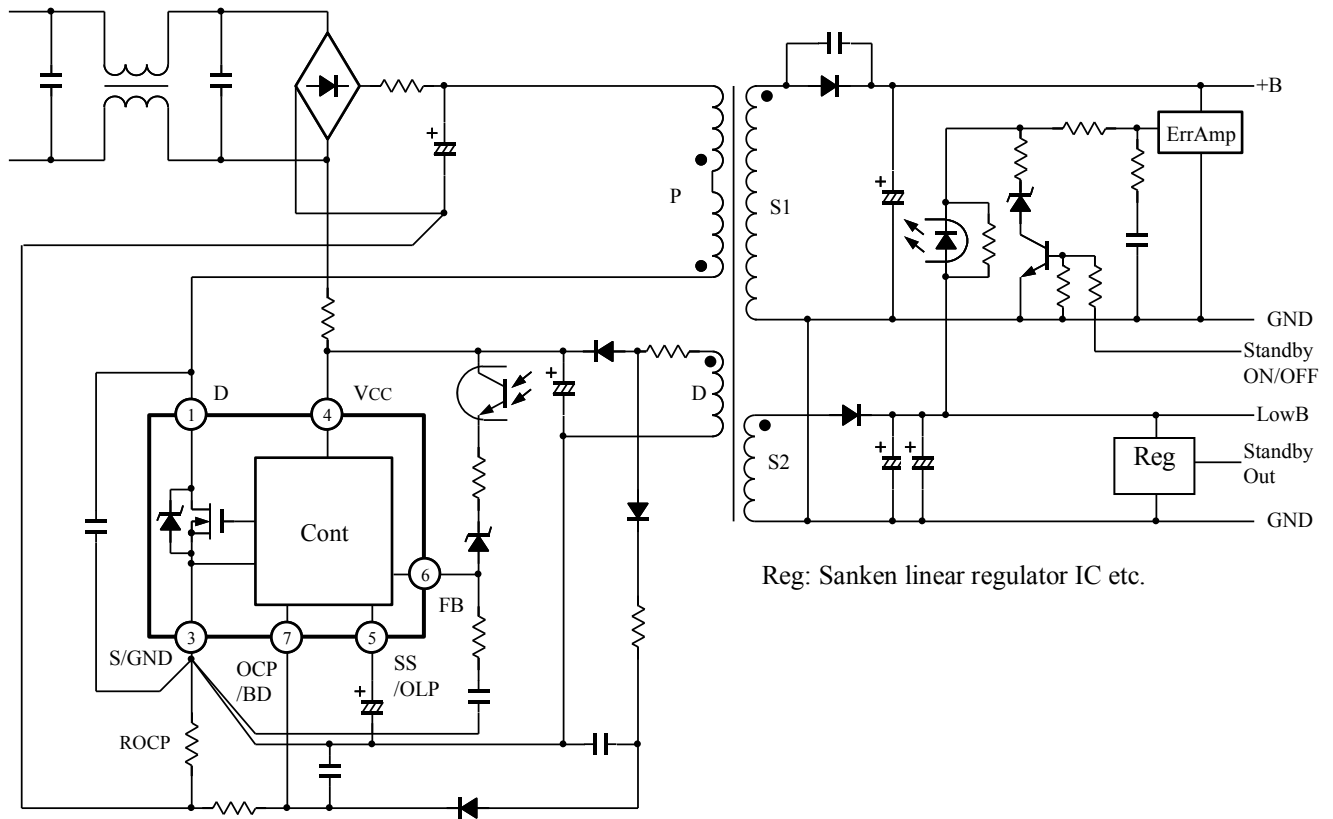 +B
ErrAmp
P
S1
GND
Standby
ON/OFF
D
D
VCC
1
4
LowB
S2
Reg
Standby
Out
Cont
GND
6
FB
Reg: Sanken linear regulator IC etc.
3
7
5
S/GND
OCP
/BD
SS
/OLP
ROCP
+
+
+
+
+
+